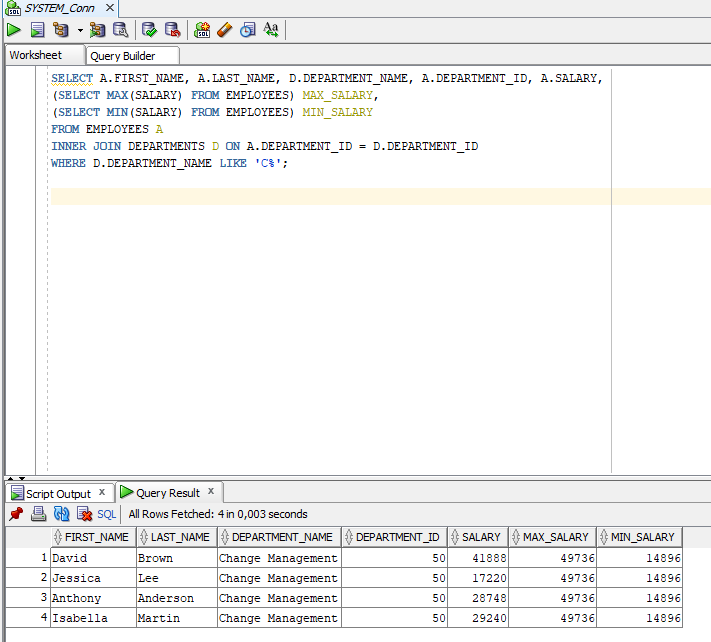 SYSTEM_Conn
Worksheet Query Builder
SELECT A.FIRST_NAME, A.LAST_NAME, D.DEPARTMENT_NAME, A.DEPARTMENT_ID, A.SALARY,
(SELECT MAX(SALARY) FROM EMPLOYEES) MAX_SALARY,
(SELECT MIN(SALARY) FROM EMPLOYEES) MIN_SALARY
FROM EMPLOYEES A
INNER JOIN DEPARTMENTS D ON A.DEPARTMENT_ID = D.DEPARTMENT_ID
WHERE D.DEPARTMENT_NAME LIKE 'C%';
Script Output x Query Result x
SQL All Rows Fetched: 4 in 0,003 seconds
FIRST_NAME LAST_NAME DEPARTMENT_NAME DEPARTMENT_ID SALARY MAX_SALARY MIN_SALARY
1 David Brown Change Management 50 41888 49736 14896
2 Jessica Lee Change Management 50 17220 49736 14896
3 Anthony Anderson Change Management 50 28748 49736 14896
4 Isabella Martin Change Management 50 29240 49736 14896